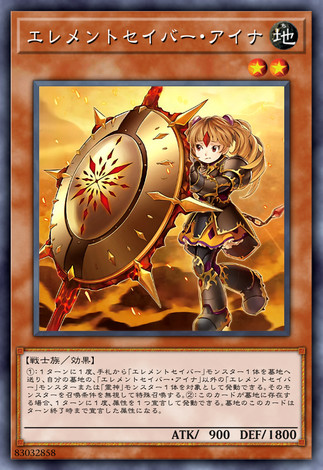 エレメントセイバー・アイナ
地
【戦士族／効果】
①：１ターンに１度、手札から「エレメントセイバー」モンスター１体を墓地へ
送り、自分の墓地の、「エレメントセイバー・アイナ」以外の「エレメントセイバ
ー」モンスターまたは「霊神」モンスター１体を対象として発動できる。そのモン
スターを召喚条件を無視して特殊召喚する。②：このカードが墓地に存在す
る場合、１ターンに１度、属性を１つ宣言して発動できる。墓地のこのカードは
ターン終了時まで宣言した属性になる。
ATK/ 900 DEF/1800
83032858